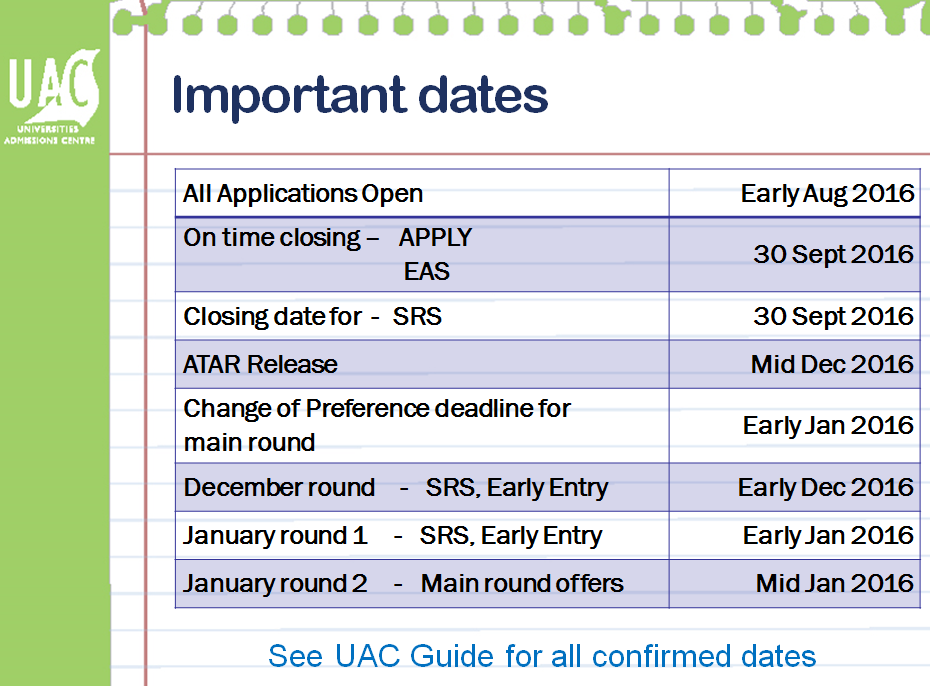 UAC
UNIVERSITIES
ADMISSIONS CENTRE
Important dates
All Applications Open Early Aug 2016
On time closing – APPLY
EAS 30 Sept 2016
Closing date for - SRS 30 Sept 2016
ATAR Release Mid Dec 2016
Change of Preference deadline for
main round Early Jan 2016
December round - SRS, Early Entry Early Dec 2016
January round 1 - SRS, Early Entry Early Jan 2016
January round 2 - Main round offers Mid Jan 2016
See UAC Guide for all confirmed dates